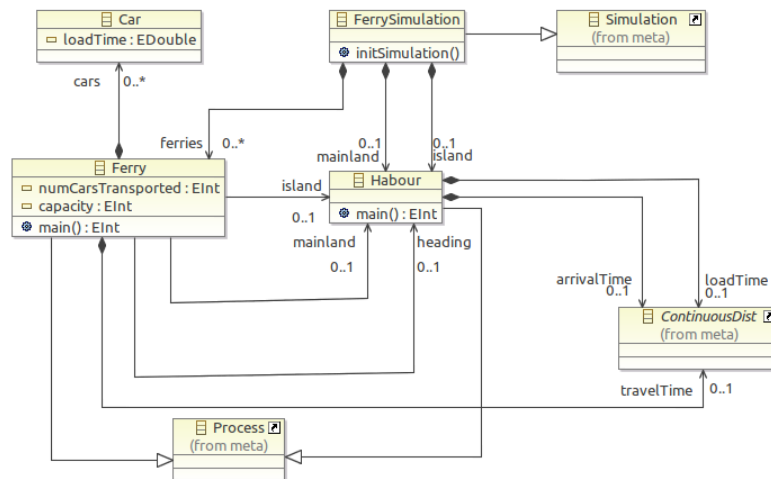 Car
loadTime : EDouble
cars
0..*
FerrySimulation
initSimulation()
Simulation
(from meta)
ferries
0..*
0..1
mainland
0..1
island
Ferry
numCarsTransported : EInt
capacity : EInt
main() : EInt
island
0..1
Habour
main() : EInt
mainland
0..1
heading
0..1
arrivalTime
0..1
loadTime
0..1
ContinuousDist
(from meta)
travelTime
0..1
Process
(from meta)